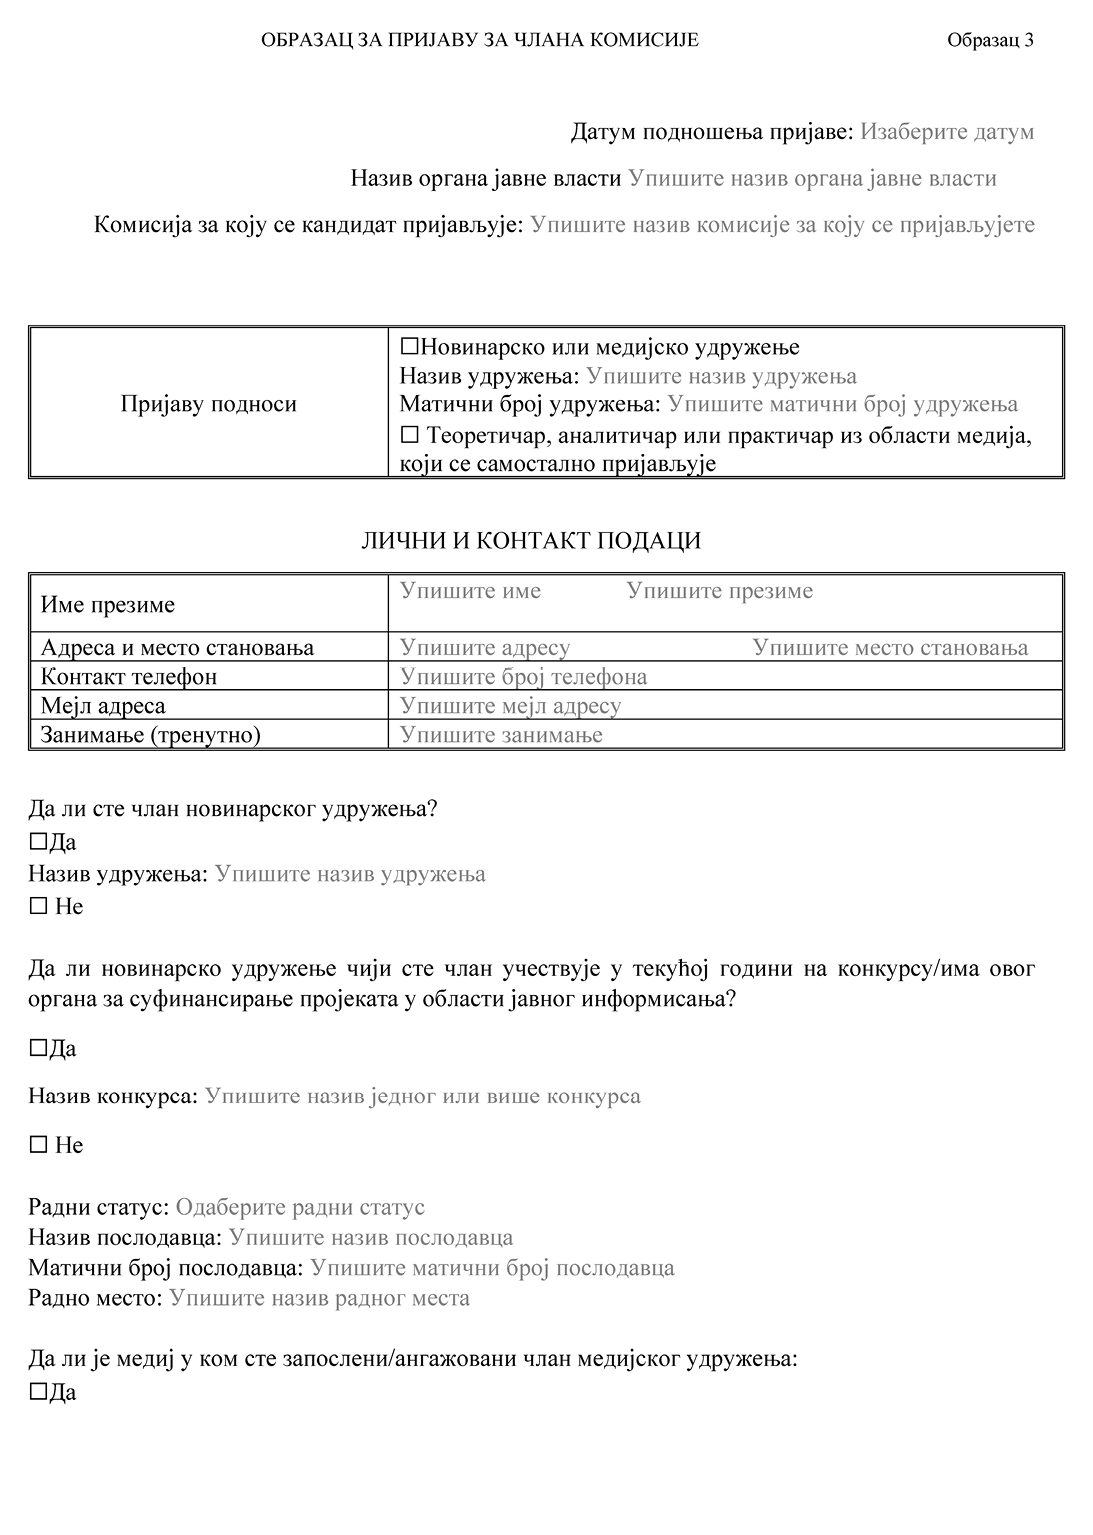 ОБРАЗАЦ ЗА ПРИЈАВУ ЗА ЧЛАНА КОМИСИЈЕ Образац 3
Датум подношења пријаве: Изаберите датум
Назив органа јавне власти Упишите назив органа јавне власти
Комисија за коју се кандидат пријављује: Упишите назив комисије за коју се пријављујете
Пријаву подноси
☐Новинарско или медијско удружење
Назив удружења: Упишите назив удружења
Матични број удружења: Упишите матични број удружења
☐ Теоретичар, аналитичар или практичар из области медија,
који се самостално пријављује
ЛИЧНИ И КОНТАКТ ПОДАЦИ
Име презиме Упишите име Упишите презиме
Адреса и место становања Упишите адресу Упишите место становања
Контакт телефон Упишите број телефона
Мејл адреса Упишите мејл адресу
Занимање (тренутно) Упишите занимање
Да ли сте члан новинарског удружења?
☐Да
Назив удружења: Упишите назив удружења
☐ Не
Да ли новинарско удружење чији сте члан учествује у текућој години на конкурсу/има овог
органа за суфинансирање пројеката у области јавног информисања?
☐Да
Назив конкурса: Упишите назив једног или више конкурса
☐ Не
Радни статус: Одаберите радни статус
Назив послодавца: Упишите назив послодавца
Матични број послодавца: Упишите матични број послодавца
Радно место: Упишите назив радног места
Да ли је медиј у ком сте запослени/ангажовани члан медијског удружења:
☐Да